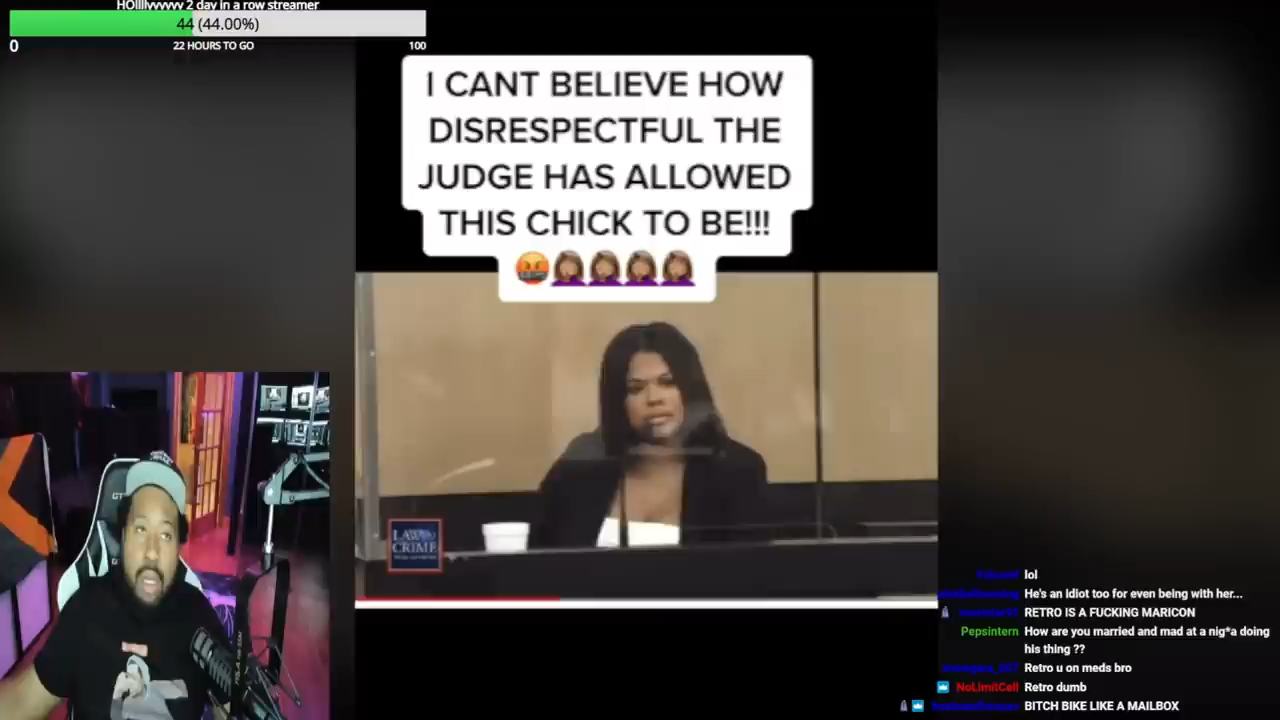 HOllllvvvvv 2 day in a row streamer
44 (44.00%)
0
22 HOURS TO GO
100
I CANT BELIEVE HOW
DISRESPECTFUL THE
JUDGE HAS ALLOWED
THIS CHICK TO BE!!!
LAW&
CRIME
lol
He's an idiot too for even being with her...
RETRO IS A FUCKING MARICON
Pepsintern How are you married and mad at a nig*a doing
his thing ??
Retro u on meds bro
NoLimitCell Retro dumb
BITCH BIKE LIKE A MAILBOX